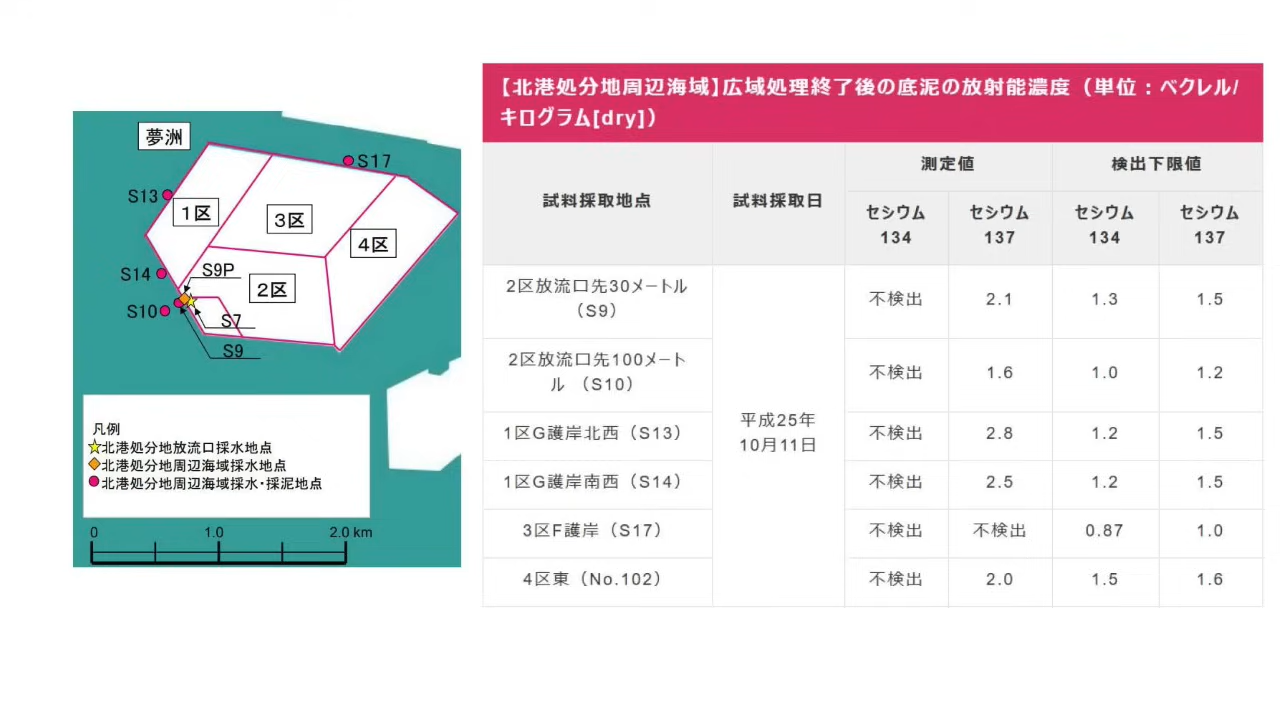 夢洲
S17
S13
1区
3区
4区
S14
S9P
2区
S10
S7
S9
凡例
北港処分地放流口採水地点
北港処分地周辺海域採水地点
北港処分地周辺海域採水・採泥地点
0 1.0 2.0 km
【北港処分地周辺海域】広域処理終了後の底泥の放射能濃度（単位：ベクレル/
キログラム[dry]）
試料採取地点 試料採取日 測定値 検出下限値
セシウム
134
セシウム
137
セシウム
134
セシウム
137
2区放流口先30メートル
（S9）
平成25年
10月11日
不検出 2.1 1.3 1.5
2区放流口先100メート
ル （S10）
不検出 1.6 1.0 1.2
1区G護岸北西（S13） 不検出 2.8 1.2 1.5
1区G護岸南西（S14） 不検出 2.5 1.2 1.5
3区F護岸（S17） 不検出 不検出 0.87 1.0
4区東（No.102） 不検出 2.0 1.5 1.6